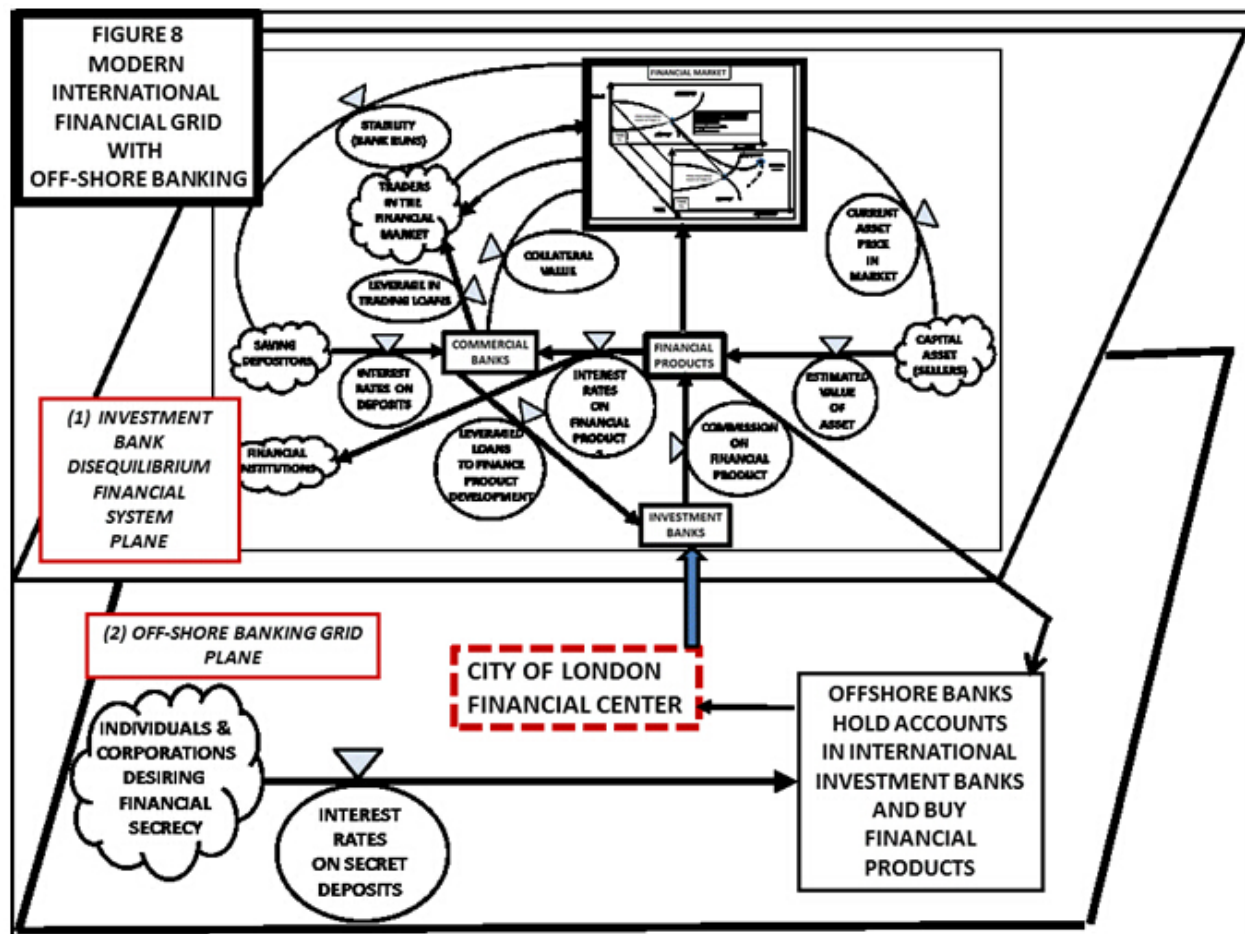 FIGURE 8
MODERN
INTERNATIONAL
FINANCIAL GRID
WITH
OFF-SHORE BANKING
FINANCIAL MARKET
STABILITY
(BANK RUNS)
TRADERS
IN THE
FINANCIAL
MARKET
COLLATERAL
VALUE
CURRENT
ASSET
PRICE
IN
MARKET
LEVERAGE IN
TRADING LOANS
SAVING
DEPOSITORS
COMMERCIAL
BANKS
FINANCIAL
PRODUCTS
CAPITAL
ASSET
(SELLERS)
INTEREST
RATES ON
DEPOSITS
INTEREST
RATES
ON
FINANCIAL
PRODUCT
ESTIMATED
VALUE
OF
ASSET
(1) INVESTMENT
BANK
DISEQUILIBRIUM
FINANCIAL
SYSTEM
PLANE
FINANCIAL
INSTITUTIONS
LEVERAGED
LOANS
TO FINANCE
PRODUCT
DEVELOPMENT
COMMISSION
ON
FINANCIAL
PRODUCT
INVESTMENT
BANKS
(2) OFF-SHORE BANKING GRID
PLANE
CITY OF LONDON
FINANCIAL CENTER
INDIVIDUALS &
CORPORATIONS
DESIRING
FINANCIAL
SECRECY
INTEREST
RATES
ON SECRET
DEPOSITS
OFFSHORE BANKS
HOLD ACCOUNTS
IN INTERNATIONAL
INVESTMENT BANKS
AND BUY
FINANCIAL
PRODUCTS